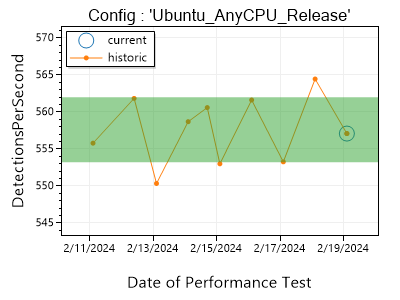 Config : 'Ubuntu_AnyCPU_Release'
current
historic
570
565
560
555
550
545
DetectionsPerSecond
2/11/2024 2/13/2024 2/15/2024 2/17/2024 2/19/2024
Date of Performance Test